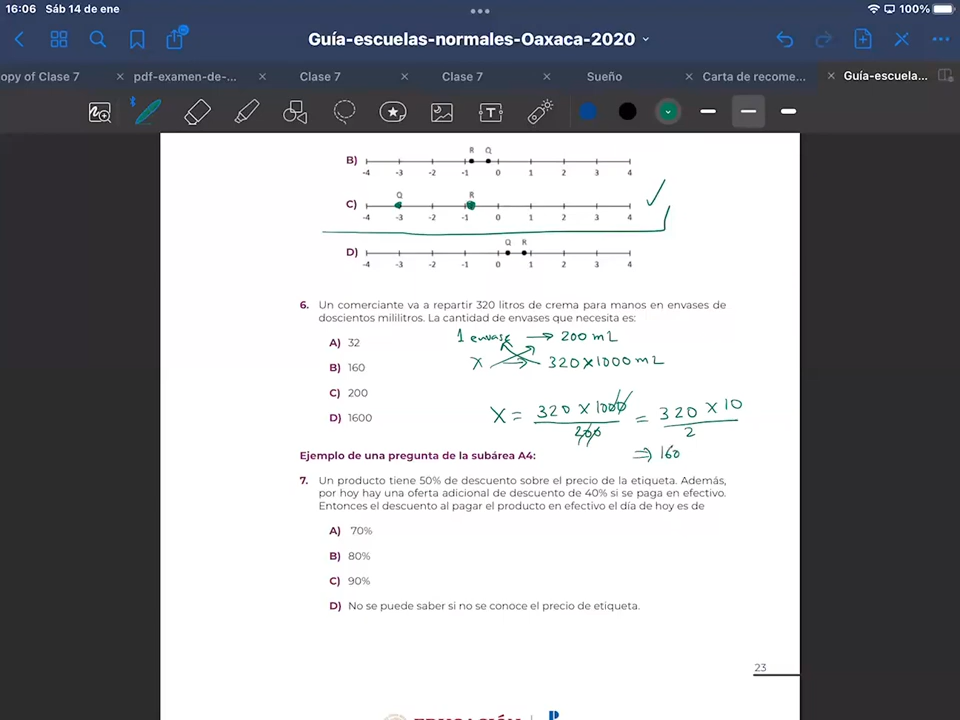 16:06 Sáb 14 de ene 100%
Guía-escuelas-normales-Oaxaca-2020
opy of Clase 7 pdf-examen-de-... Clase 7 Clase 7 Sueño Carta de recome... Guía-escuela...
R Q
B)
-4 -3 -2 -1 0 1 2 3 4
Q R
C)
-4 -3 -2 -1 0 1 2 3 4
Q R
D)
-4 -3 -2 -1 0 1 2 3 4
6. Un comerciante va a repartir 320 litros de crema para manos en envases de
doscientos mililitros. La cantidad de envases que necesita es:
1 envase → 200 mL
A) 32
X → 320×1000 mL
B) 160
C) 200
X = 320 × 1000 / 200 = 320 × 10 / 2
D) 1600
⇒ 160
Ejemplo de una pregunta de la subárea A4:
7. Un producto tiene 50% de descuento sobre el precio de la etiqueta. Además,
por hoy hay una oferta adicional de descuento de 40% si se paga en efectivo.
Entonces el descuento al pagar el producto en efectivo el día de hoy es de
A) 70%
B) 80%
C) 90%
D) No se puede saber si no se conoce el precio de etiqueta.
23